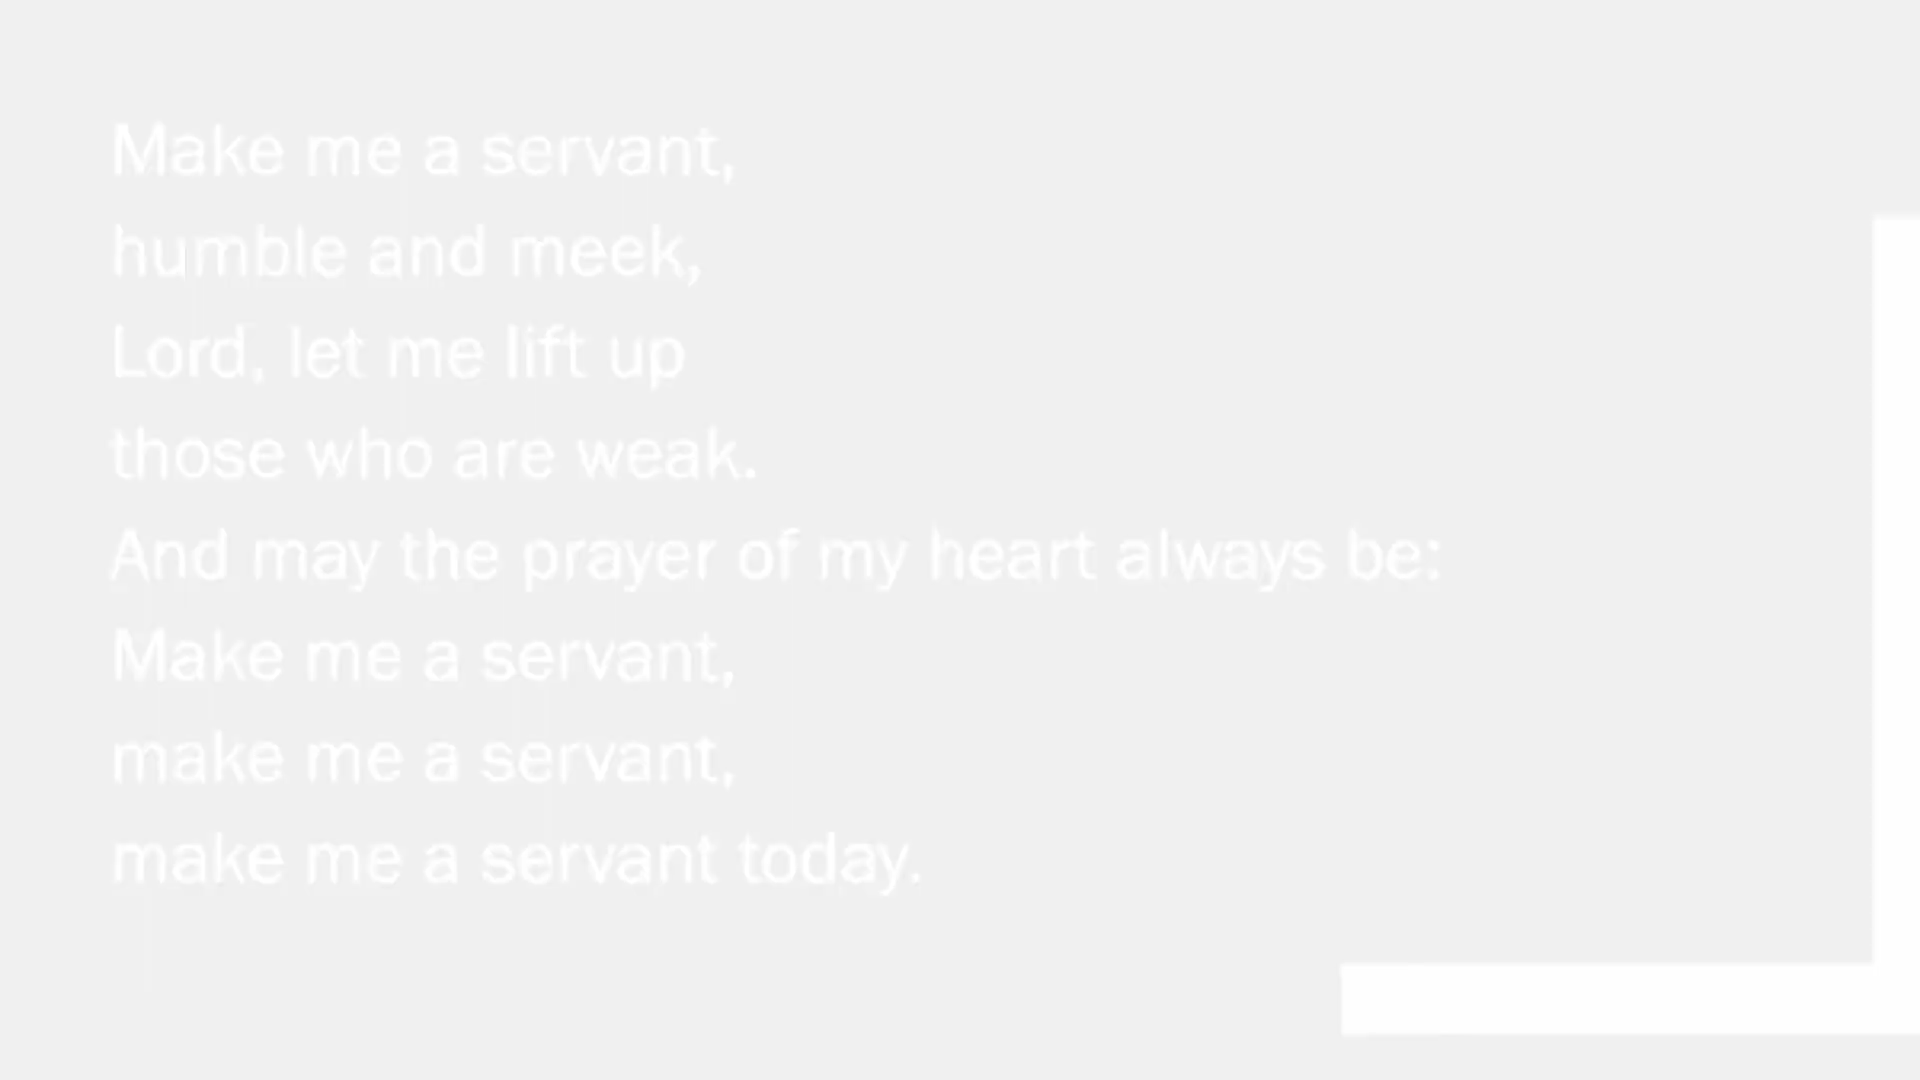 Make me a servant,
humble and meek,
Lord, let me lift up
those who are weak.
And may the prayer of my heart always be:
Make me a servant,
make me a servant,
make me a servant today.